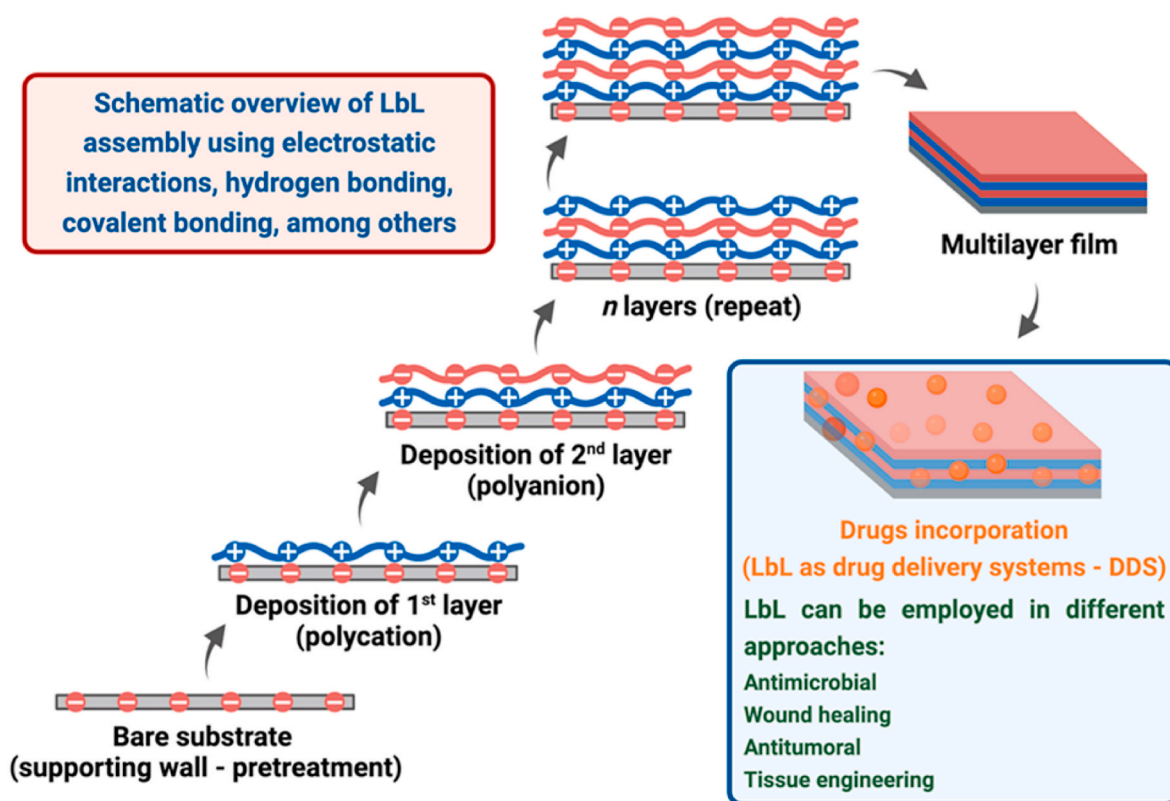 Schematic overview of LbL
assembly using electrostatic
interactions, hydrogen bonding,
covalent bonding, among others
Bare substrate
(supporting wall - pretreatment)
Deposition of 1st layer
(polycation)
Deposition of 2nd layer
(polyanion)
n layers (repeat)
Multilayer film
Drugs incorporation
(LbL as drug delivery systems - DDS)
LbL can be employed in different
approaches:
Antimicrobial
Wound healing
Antitumoral
Tissue engineering